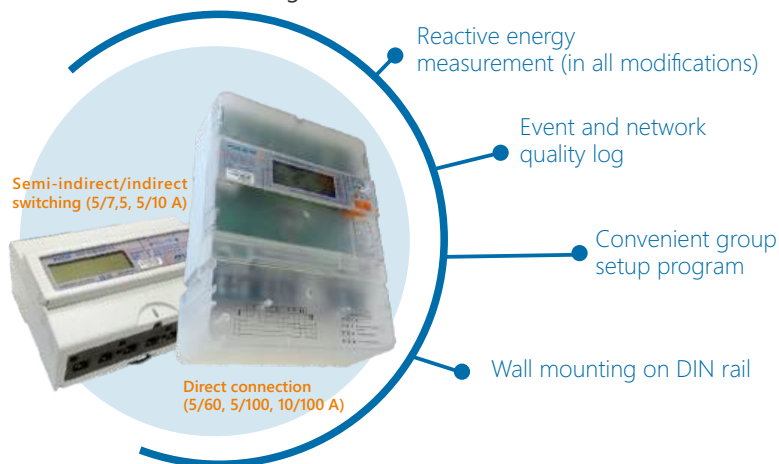 Reactive energy
measurement (in all modifications)
Event and network
quality log
Semi-indirect/indirect
switching (5/7,5, 5/10 A)
Convenient group
setup program
Wall mounting on DIN rail
Direct connection
(5/60, 5/100, 10/100 A)